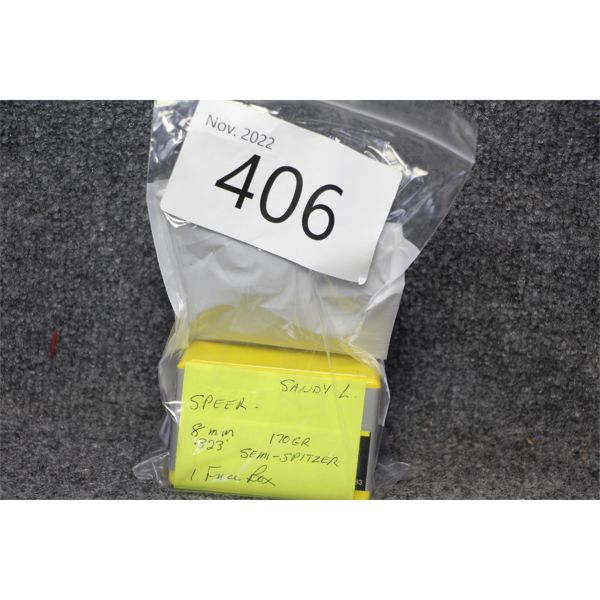 Nov. 2022
406
SANDY L.
SPEER.
8mm 170GR
.323" SEMI-SPITZER
1 Full Box